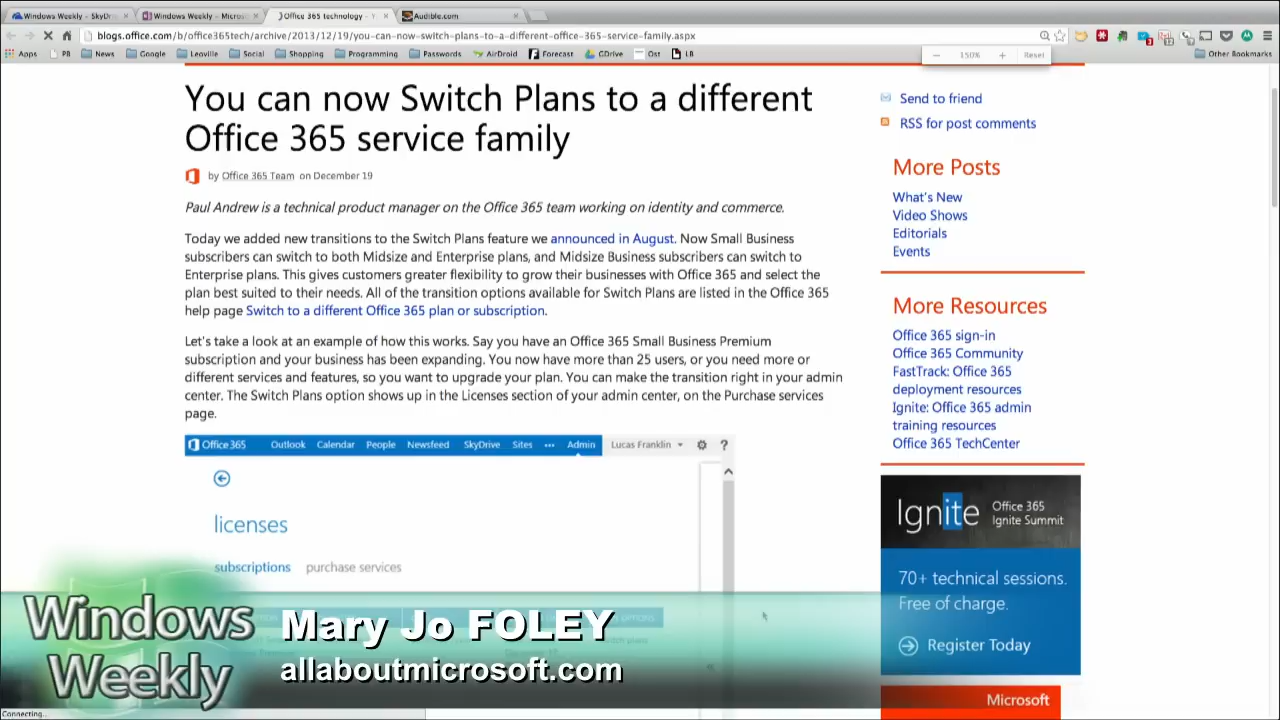 Windows Weekly - SkyDr
Windows Weekly - Micros
Office 365 technology - Y
Audible.com
blogs.office.com/b/office365tech/archive/2013/12/19/you-can-now-switch-plans-to-a-different-office-365-service-family.aspx
Apps
PB
News
Google
Leoville
Social
Shopping
Programming
Passwords
AirDroid
Forecast
GDrive
Ost
LB
Other Bookmarks
150%
Reset
You can now Switch Plans to a different
Office 365 service family
by Office 365 Team on December 19
Paul Andrew is a technical product manager on the Office 365 team working on identity and commerce.
Today we added new transitions to the Switch Plans feature we announced in August. Now Small Business
subscribers can switch to both Midsize and Enterprise plans, and Midsize Business subscribers can switch to
Enterprise plans. This gives customers greater flexibility to grow their businesses with Office 365 and select the
plan best suited to their needs. All of the transition options available for Switch Plans are listed in the Office 365
help page Switch to a different Office 365 plan or subscription.
Let's take a look at an example of how this works. Say you have an Office 365 Small Business Premium
subscription and your business has been expanding. You now have more than 25 users, or you need more or
different services and features, so you want to upgrade your plan. You can make the transition right in your admin
center. The Switch Plans option shows up in the Licenses section of your admin center, on the Purchase services
page.
Office 365 Outlook Calendar People Newsfeed SkyDrive Sites ••• Admin Lucas Franklin ?
licenses
subscriptions purchase services
Send to friend
RSS for post comments
More Posts
What's New
Video Shows
Editorials
Events
More Resources
Office 365 sign-in
Office 365 Community
FastTrack: Office 365
deployment resources
Ignite: Office 365 admin
training resources
Office 365 TechCenter
Ignite
Office 365
Ignite Summit
70+ technical sessions.
Free of charge.
Register Today
Microsoft
Windows
Weekly
Mary Jo FOLEY
allaboutmicrosoft.com
Connecting...